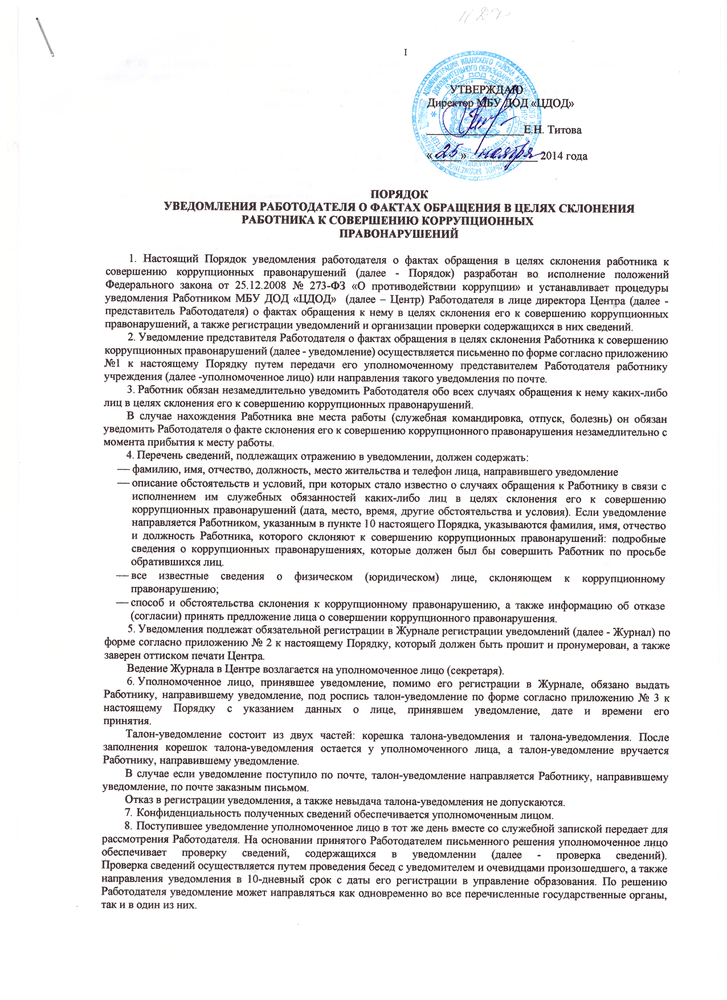 I
УТВЕРЖДАЮ
Директор МБУ ДОД «ЦДОД»
Е.Н. Титова
«25» ноября 2014 года
ПОРЯДОК
УВЕДОМЛЕНИЯ РАБОТОДАТЕЛЯ О ФАКТАХ ОБРАЩЕНИЯ В ЦЕЛЯХ СКЛОНЕНИЯ
РАБОТНИКА К СОВЕРШЕНИЮ КОРРУПЦИОННЫХ
ПРАВОНАРУШЕНИЙ
1. Настоящий Порядок уведомления работодателя о фактах обращения в целях склонения работника к
совершению коррупционных правонарушений (далее - Порядок) разработан во исполнение положений
Федерального закона от 25.12.2008 № 273-ФЗ «О противодействии коррупции» и устанавливает процедуры
уведомления Работником МБУ ДОД «ЦДОД» (далее – Центр) Работодателя в лице директора Центра (далее -
представитель Работодателя) о фактах обращения к нему в целях склонения его к совершению коррупционных
правонарушений, а также регистрации уведомлений и организации проверки содержащихся в них сведений.
2. Уведомление представителя Работодателя о фактах обращения в целях склонения Работника к совершению
коррупционных правонарушений (далее - уведомление) осуществляется письменно по форме согласно приложению
№1 к настоящему Порядку путем передачи его уполномоченному представителем Работодателя работнику
учреждения (далее -уполномоченное лицо) или направления такого уведомления по почте.
3. Работник обязан незамедлительно уведомить Работодателя обо всех случаях обращения к нему каких-либо
лиц в целях склонения его к совершению коррупционных правонарушений.
В случае нахождения Работника вне места работы (служебная командировка, отпуск, болезнь) он обязан
уведомить Работодателя о факте склонения его к совершению коррупционного правонарушения незамедлительно с
момента прибытия к месту работы.
4. Перечень сведений, подлежащих отражению в уведомлении, должен содержать:
— фамилию, имя, отчество, должность, место жительства и телефон лица, направившего уведомление
— описание обстоятельств и условий, при которых стало известно о случаях обращения к Работнику в связи с
исполнением им служебных обязанностей каких-либо лиц в целях склонения его к совершению
коррупционных правонарушений (дата, место, время, другие обстоятельства и условия). Если уведомление
направляется Работником, указанным в пункте 10 настоящего Порядка, указываются фамилия, имя, отчество
и должность Работника, которого склоняют к совершению коррупционных правонарушений: подробные
сведения о коррупционных правонарушениях, которые должен был бы совершить Работник по просьбе
обратившихся лиц.
— все известные сведения о физическом (юридическом) лице, склоняющем к коррупционному
правонарушению;
— способ и обстоятельства склонения к коррупционному правонарушению, а также информацию об отказе
(согласии) принять предложение лица о совершении коррупционного правонарушения.
5. Уведомления подлежат обязательной регистрации в Журнале регистрации уведомлений (далее - Журнал) по
форме согласно приложению № 2 к настоящему Порядку, который должен быть прошит и пронумерован, а также
заверен оттиском печати Центра.
Ведение Журнала в Центре возлагается на уполномоченное лицо (секретаря).
6. Уполномоченное лицо, принявшее уведомление, помимо его регистрации в Журнале, обязано выдать
Работнику, направившему уведомление, под роспись талон-уведомление по форме согласно приложению № 3 к
настоящему Порядку с указанием данных о лице, принявшем уведомление, дате и времени его
принятия.
Талон-уведомление состоит из двух частей: корешка талона-уведомления и талона-уведомления. После
заполнения корешок талона-уведомления остается у уполномоченного лица, а талон-уведомление вручается
Работнику, направившему уведомление.
В случае если уведомление поступило по почте, талон-уведомление направляется Работнику, направившему
уведомление, по почте заказным письмом.
Отказ в регистрации уведомления, а также невыдача талона-уведомления не допускаются.
7. Конфиденциальность полученных сведений обеспечивается уполномоченным лицом.
8. Поступившее уведомление уполномоченное лицо в тот же день вместе со служебной запиской передает для
рассмотрения Работодателя. На основании принятого Работодателем письменного решения уполномоченное лицо
обеспечивает проверку сведений, содержащихся в уведомлении (далее - проверка сведений).
Проверка сведений осуществляется путем проведения бесед с уведомителем и очевидцами произошедшего, а также
направления уведомления в 10-дневный срок с даты его регистрации в управление образования. По решению
Работодателя уведомление может направляться как одновременно во все перечисленные государственные органы,
так и в один из них.